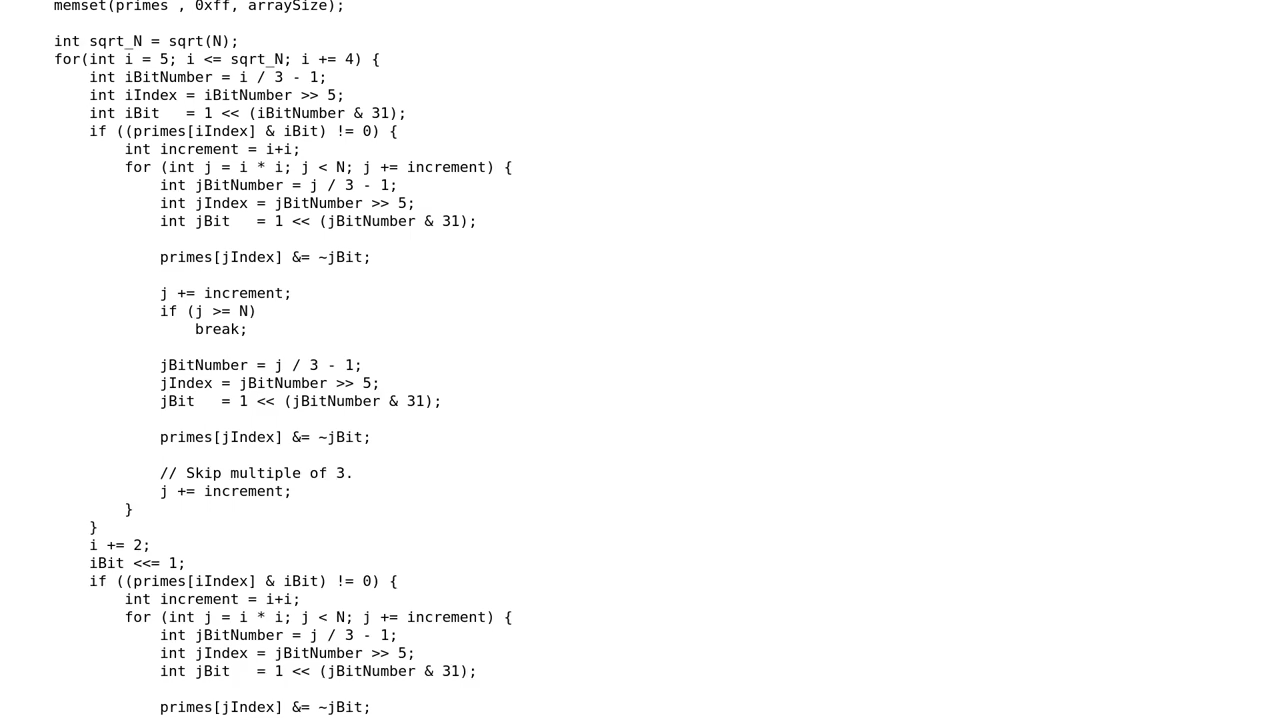 memset(primes , 0xff, arraySize);

    int sqrt_N = sqrt(N);
    for(int i = 5; i <= sqrt_N; i += 4) {
        int iBitNumber = i / 3 - 1;
        int iIndex = iBitNumber >> 5;
        int iBit   = 1 << (iBitNumber & 31);
        if ((primes[iIndex] & iBit) != 0) {
            int increment = i+i;
            for (int j = i * i; j < N; j += increment) {
                int jBitNumber = j / 3 - 1;
                int jIndex = jBitNumber >> 5;
                int jBit   = 1 << (jBitNumber & 31);

                primes[jIndex] &= ~jBit;

                j += increment;
                if (j >= N)
                    break;

                jBitNumber = j / 3 - 1;
                jIndex = jBitNumber >> 5;
                jBit   = 1 << (jBitNumber & 31);

                primes[jIndex] &= ~jBit;

                // Skip multiple of 3.
                j += increment;
            }
        }
        i += 2;
        iBit <<= 1;
        if ((primes[iIndex] & iBit) != 0) {
            int increment = i+i;
            for (int j = i * i; j < N; j += increment) {
                int jBitNumber = j / 3 - 1;
                int jIndex = jBitNumber >> 5;
                int jBit   = 1 << (jBitNumber & 31);

                primes[jIndex] &= ~jBit;